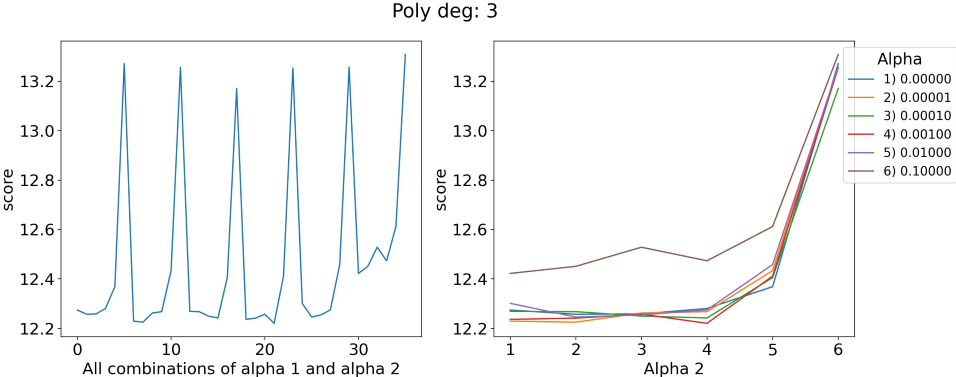 Poly deg: 3
score
13.2
13.0
12.8
12.6
12.4
12.2
0 10 20 30
All combinations of alpha 1 and alpha 2
score
13.2
13.0
12.8
12.6
12.4
12.2
1 2 3 4 5 6
Alpha 2
Alpha
1) 0.00000
2) 0.00001
3) 0.00010
4) 0.00100
5) 0.01000
6) 0.10000